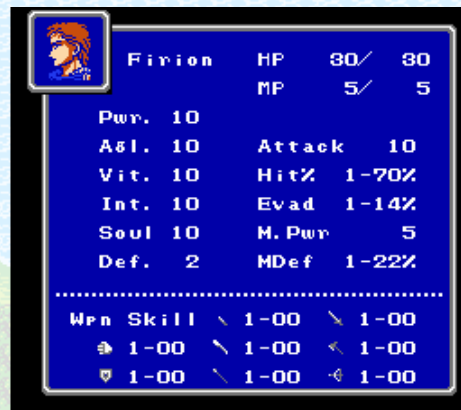 Firion HP 30/ 30
MP 5/ 5
Pwr. 10
Agl. 10 Attack 10
Vit. 10 Hit% 1-70%
Int. 10 Evad 1-14%
Soul 10 M.Pwr 5
Def. 2 MDef 1-22%
Wpn Skill 1-00 1-00
1-00 1-00 1-00
1-00 1-00 1-00